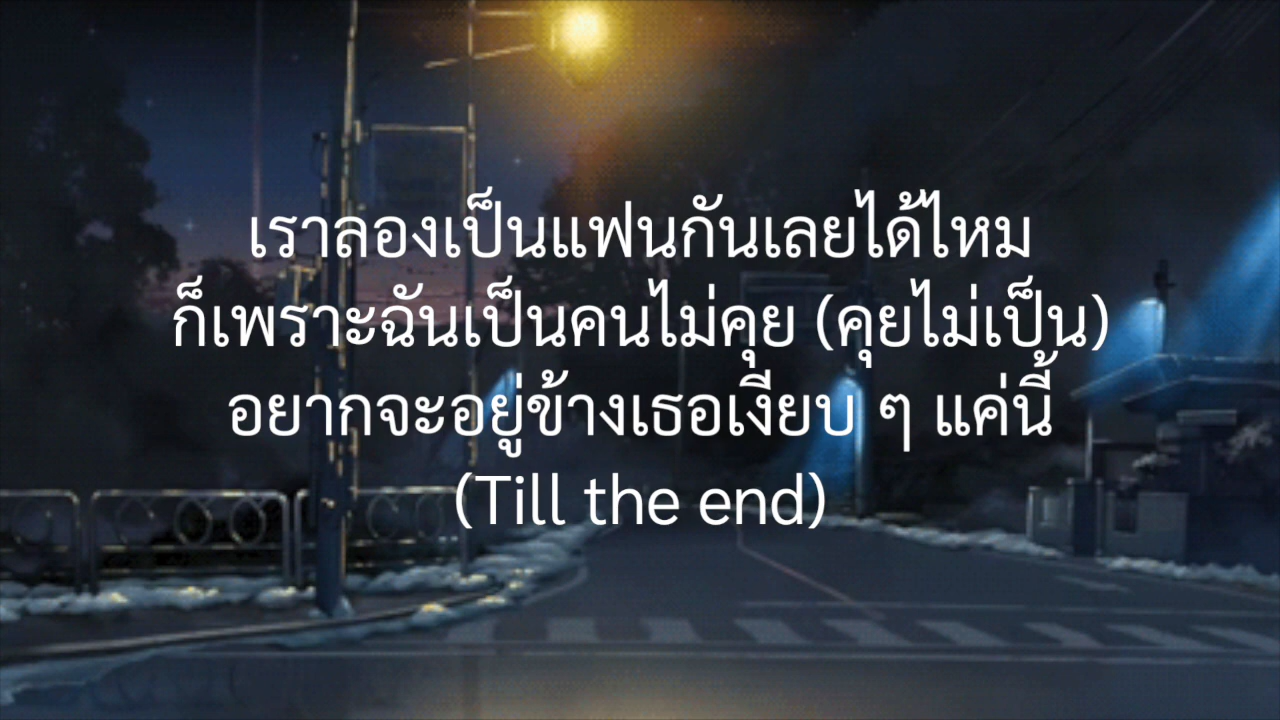 เราลองเป็นแฟนกันเลยได้ไหม
ก็เพราะฉันเป็นคนไม่คุย (คุยไม่เป็น)
อยากจะอยู่ข้างเธอเงียบ ๆ แค่นี้
(Till the end)